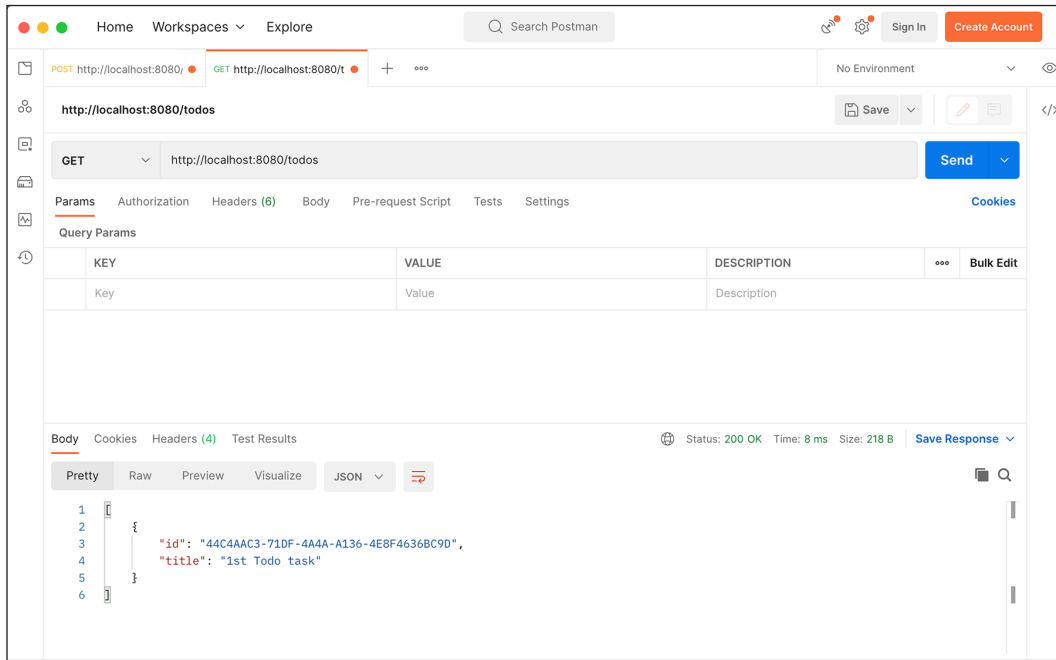 Home Workspaces Explore Search Postman Sign In Create Account
POST http://localhost:8080/ GET http://localhost:8080/t No Environment
http://localhost:8080/todos Save
GET http://localhost:8080/todos Send
Params Authorization Headers (6) Body Pre-request Script Tests Settings Cookies
Query Params
KEY VALUE DESCRIPTION Bulk Edit
Key Value Description
Body Cookies Headers (4) Test Results Status: 200 OK Time: 8 ms Size: 218 B Save Response
Pretty Raw Preview Visualize JSON
1 [
2 {
3 "id": "44C4AAC3-71DF-4A4A-A136-4E8F4636BC9D",
4 "title": "1st Todo task"
5 }
6 ]